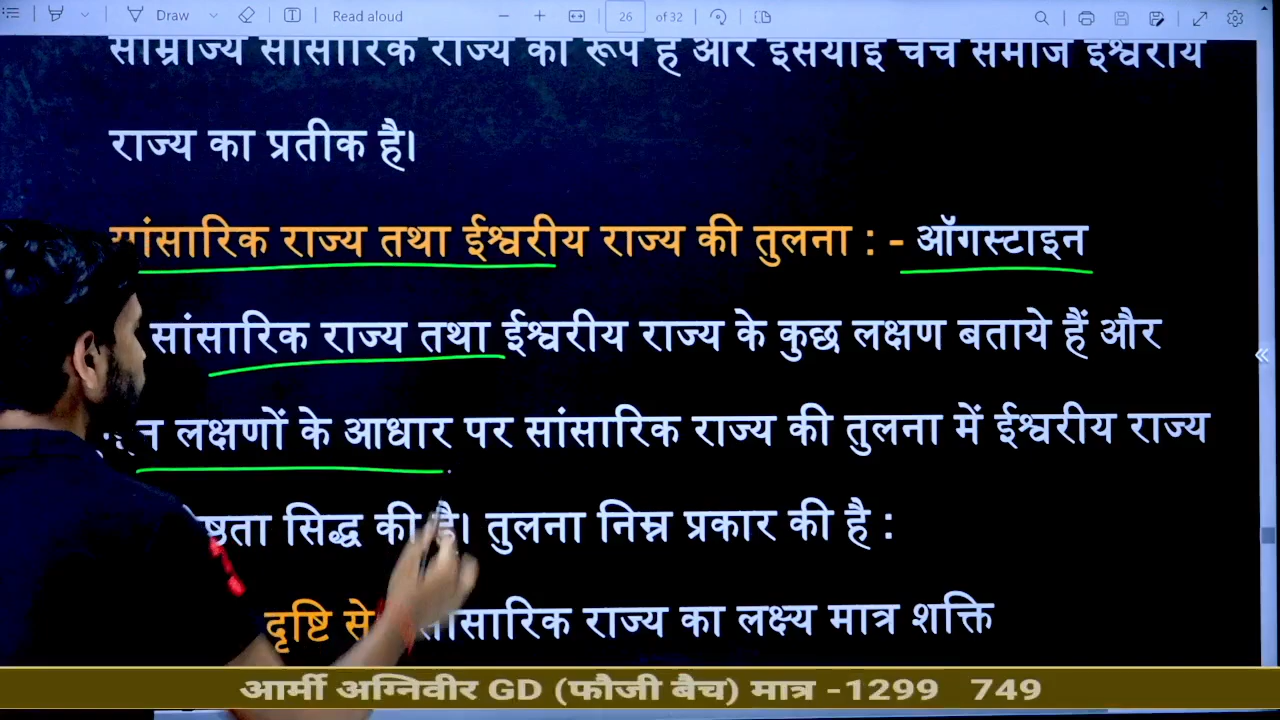 Draw
Read aloud
26 of 32
साम्राज्य सांसारिक राज्य का रूप है और इसयाई चर्च समाज ईश्वरीय
राज्य का प्रतीक है।
सांसारिक राज्य तथा ईश्वरीय राज्य की तुलना : - ऑगस्टाइन
सांसारिक राज्य तथा ईश्वरीय राज्य के कुछ लक्षण बताये हैं और
लक्षणों के आधार पर सांसारिक राज्य की तुलना में ईश्वरीय राज्य
सिद्ध की है। तुलना निम्न प्रकार की है :
दृष्टि से सांसारिक राज्य का लक्ष्य मात्र शक्ति
आर्मी अग्निवीर GD (फौजी बैच) मात्र -1299 749